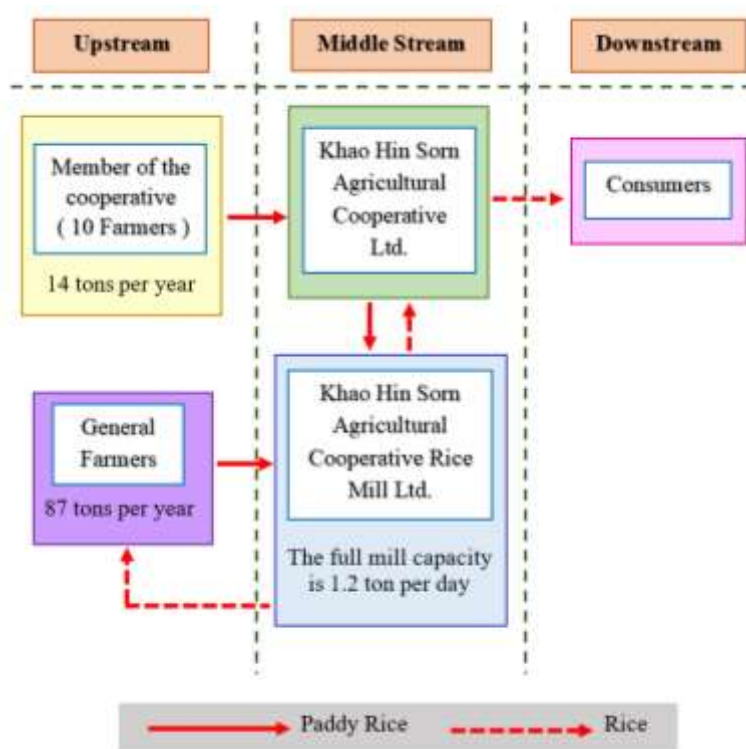 Upstream
Middle Stream
Downstream
Member of the
cooperative
( 10 Farmers )
14 tons per year
Khao Hin Sorn
Agricultural
Cooperative
Ltd.
Consumers
General
Farmers
87 tons per year
Khao Hin Sorn
Agricultural
Cooperative Rice
Mill Ltd.
The full mill capacity
is 1.2 ton per day
Paddy Rice
Rice